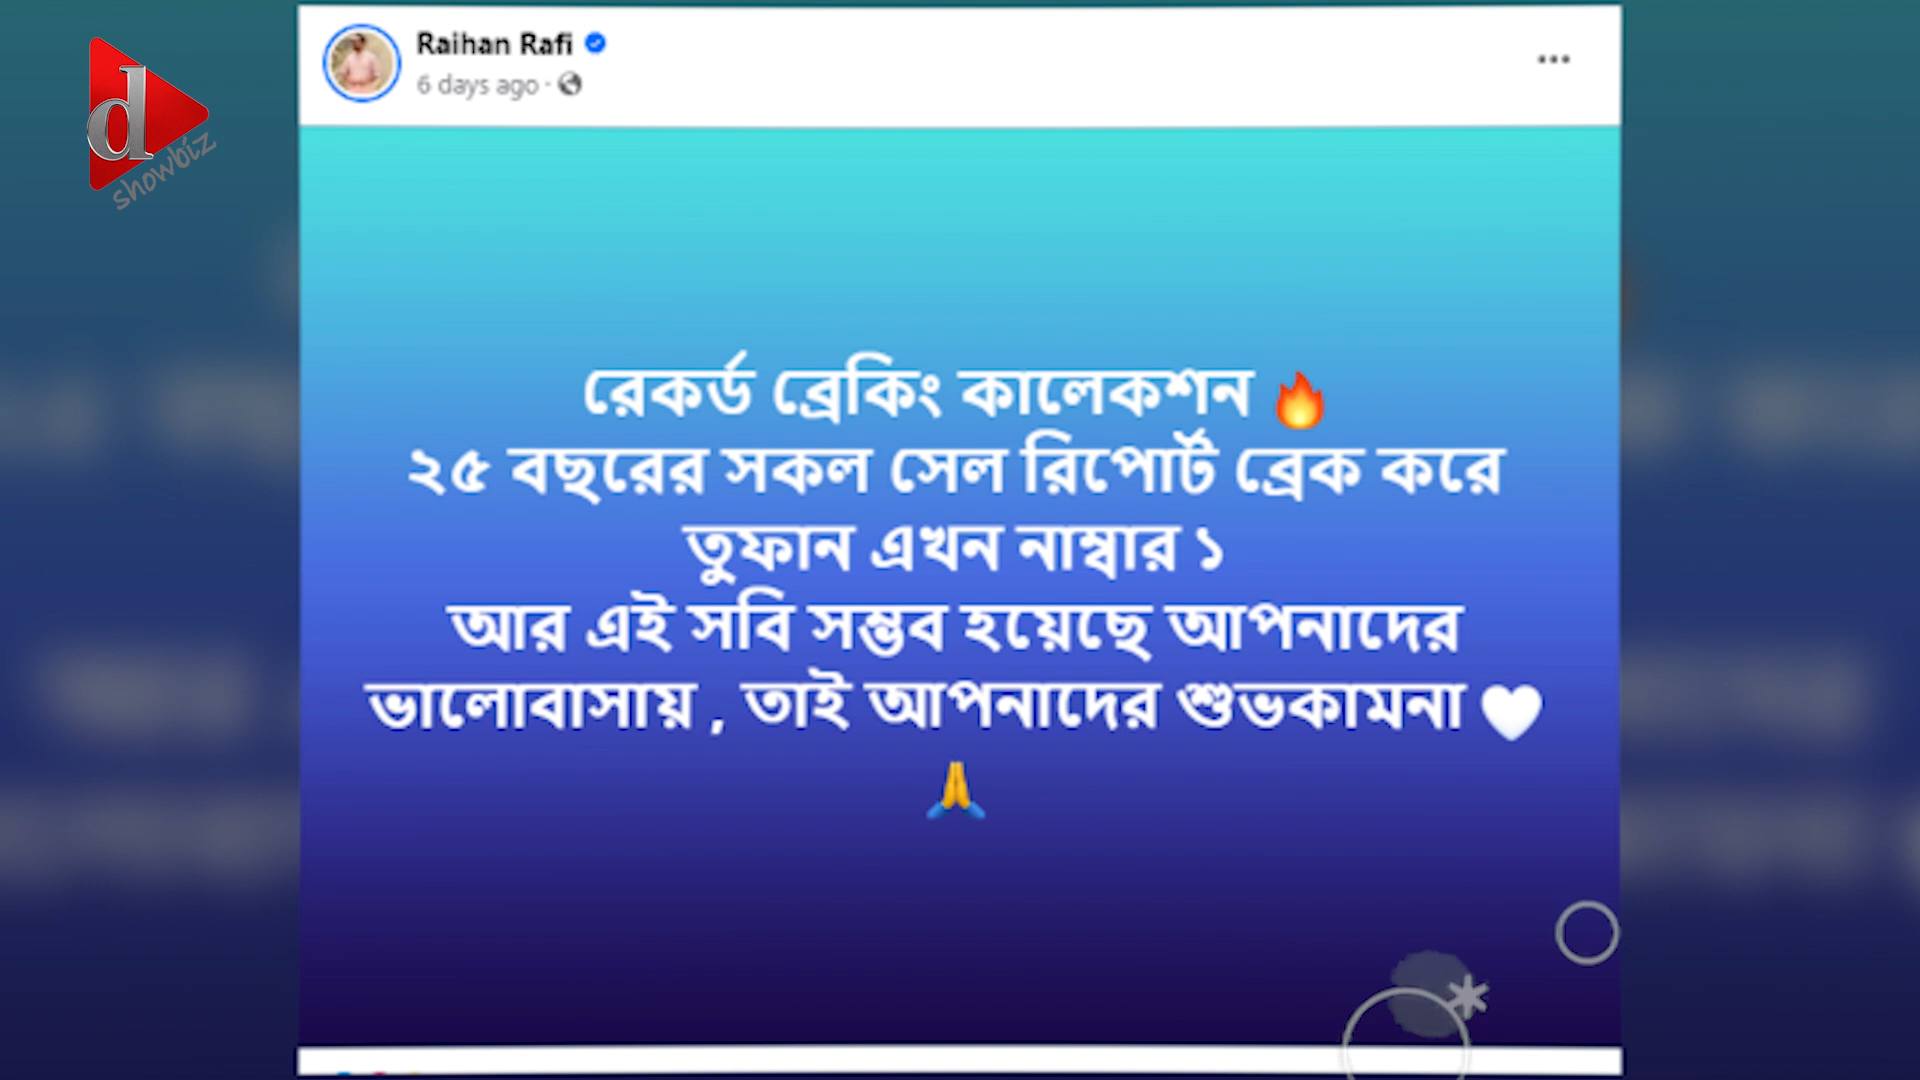 d
showbiz
Raihan Rafi
6 days ago ·
রেকর্ড ব্রেকিং কালেকশন 🔥
২৫ বছরের সকল সেল রিপোর্ট ব্রেক করে
তুফান এখন নাম্বার ১
আর এই সবি সম্ভব হয়েছে আপনাদের
ভালোবাসায় , তাই আপনাদের শুভকামনা 🤍
🙏